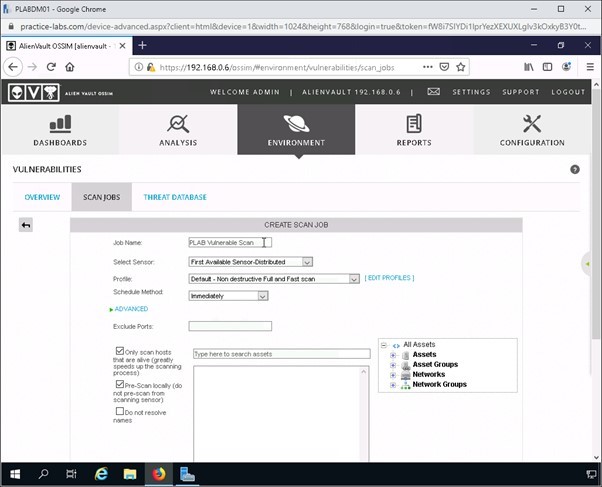 PLABDM01 - Google Chrome
practice-labs.com/device-advanced.aspx?client=html&device=1&width=1024&height=768&login=true&token=fW8i7SIYDi1IprYezXEXUXLglv3kOxkyB3Y0t...
AlienVault OSSIM [alienvault -
https://192.168.0.6/ossim/#environment/vulnerabilities/scan_jobs
ALIEN VAULT OSSIM
WELCOME ADMIN | ALIENVAULT 192.168.0.6 | SETTINGS SUPPORT LOGOUT
DASHBOARDS ANALYSIS ENVIRONMENT REPORTS CONFIGURATION
VULNERABILITIES
OVERVIEW SCAN JOBS THREAT DATABASE
CREATE SCAN JOB
Job Name: PLAB Vulnerable Scan
Select Sensor: First Available Sensor-Distributed
Profile: Default - Non destructive Full and Fast scan [ EDIT PROFILES ]
Schedule Method: Immediately
ADVANCED
Exclude Ports:
Only scan hosts
that are alive (greatly
speeds up the scanning
process)
Type here to search assets
All Assets
Assets
Asset Groups
Networks
Network Groups
Pre-Scan locally (do
not pre-scan from
scanning sensor)
Do not resolve
names